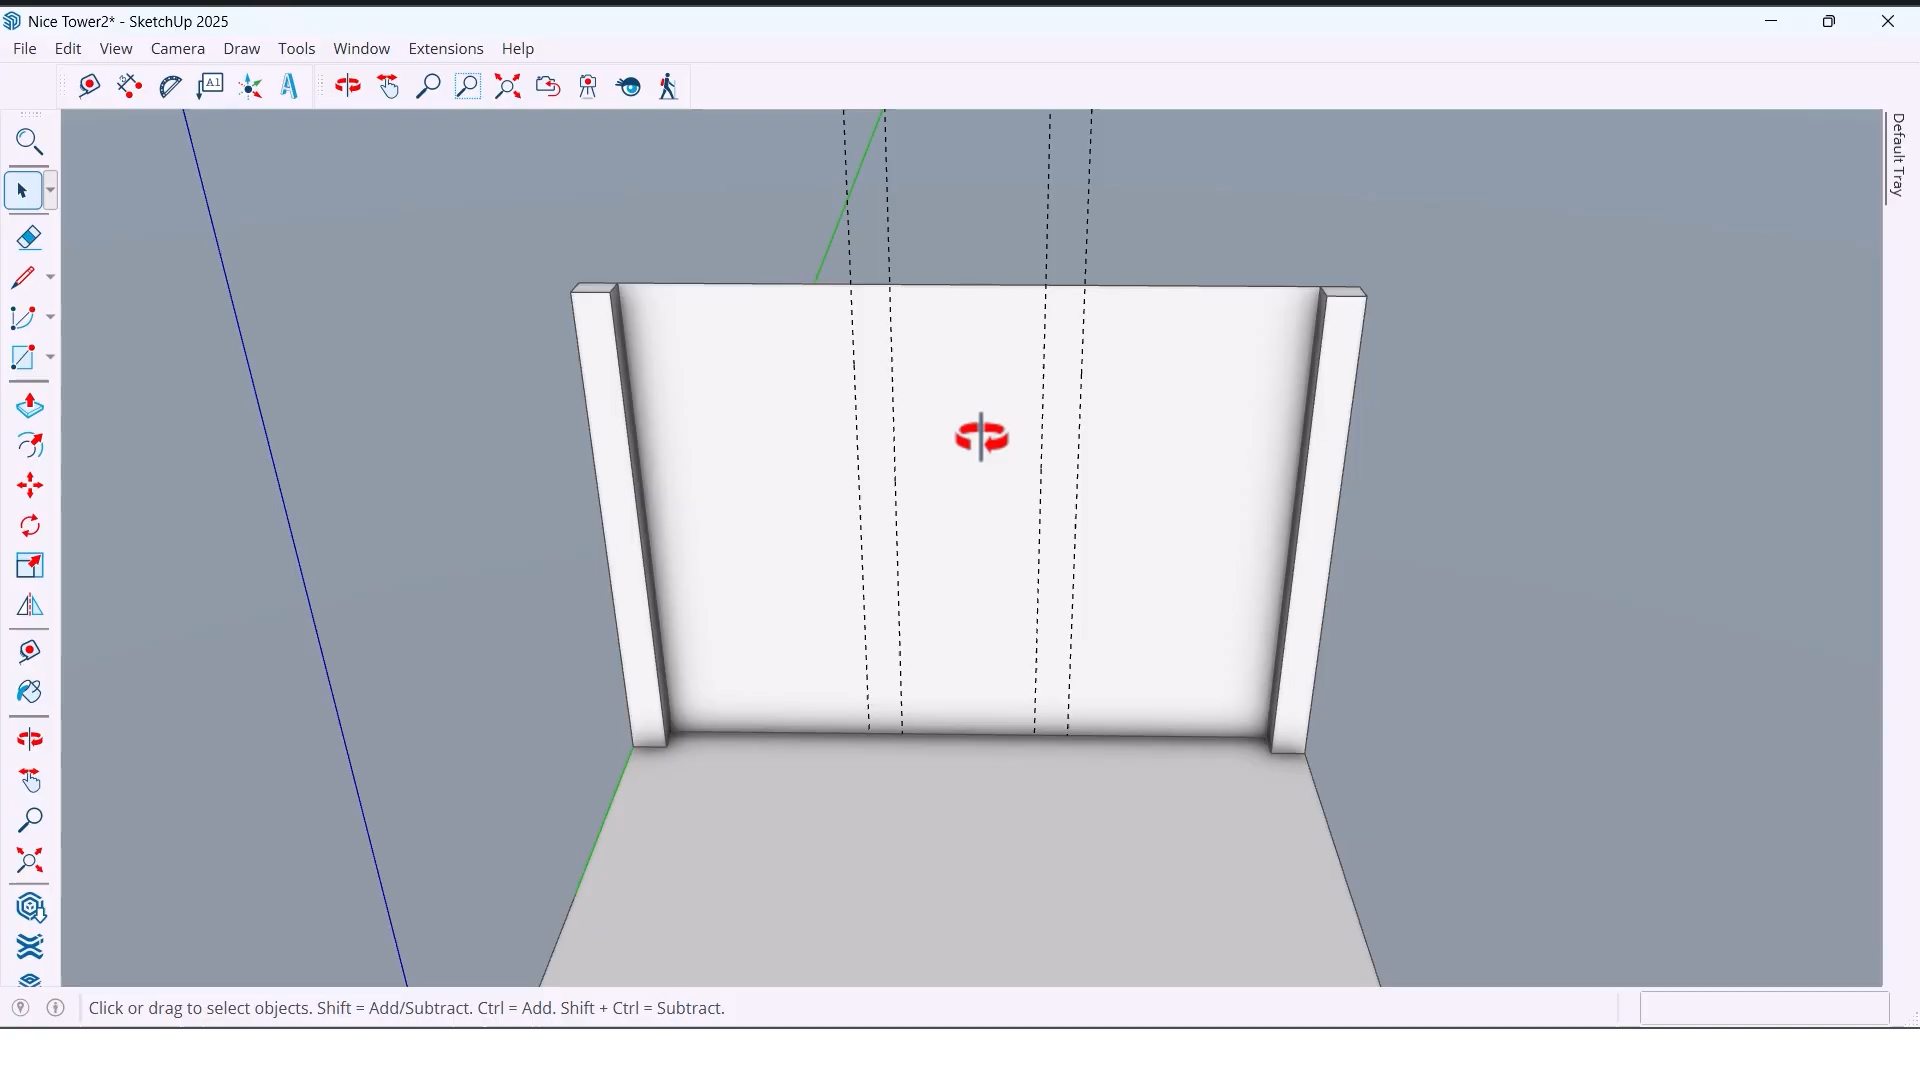 Nice Tower2* - SketchUp 2025
File Edit View Camera Draw Tools Window Extensions Help
A1
Default Tray
Click or drag to select objects. Shift = Add/Subtract. Ctrl = Add. Shift + Ctrl = Subtract.